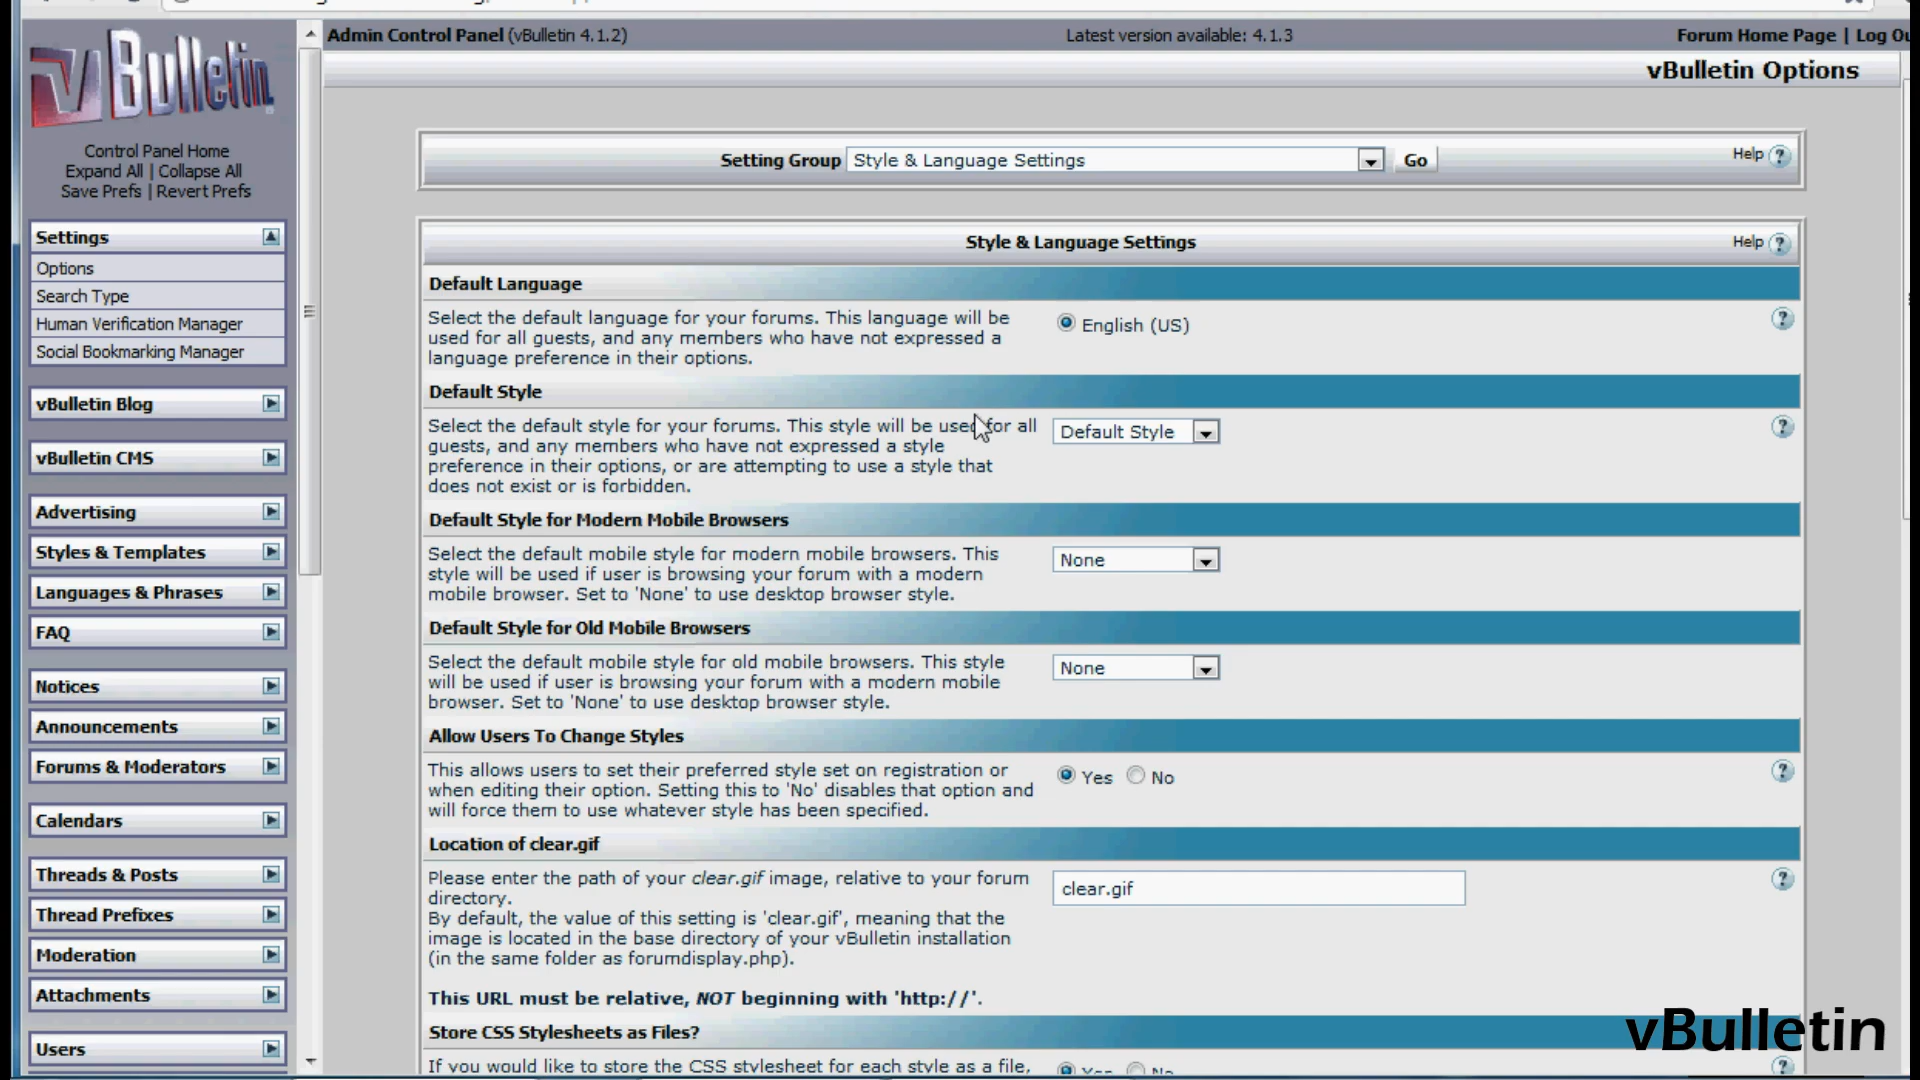 vBulletin
Control Panel Home
Expand All | Collapse All
Save Prefs | Revert Prefs
Settings
Options
Search Type
Human Verification Manager
Social Bookmarking Manager
vBulletin Blog
vBulletin CMS
Advertising
Styles & Templates
Languages & Phrases
FAQ
Notices
Announcements
Forums & Moderators
Calendars
Threads & Posts
Thread Prefixes
Moderation
Attachments
Users
Admin Control Panel (vBulletin 4.1.2)
Latest version available: 4.1.3
Forum Home Page | Log Ou
vBulletin Options
Setting Group Style & Language Settings Go
Help
Style & Language Settings
Help
Default Language
Select the default language for your forums. This language will be
used for all guests, and any members who have not expressed a
language preference in their options.
English (US)
Default Style
Select the default style for your forums. This style will be used for all
guests, and any members who have not expressed a style
preference in their options, or are attempting to use a style that
does not exist or is forbidden.
Default Style
Default Style for Modern Mobile Browsers
Select the default mobile style for modern mobile browsers. This
style will be used if user is browsing your forum with a modern
mobile browser. Set to 'None' to use desktop browser style.
None
Default Style for Old Mobile Browsers
Select the default mobile style for old mobile browsers. This style
will be used if user is browsing your forum with a modern mobile
browser. Set to 'None' to use desktop browser style.
None
Allow Users To Change Styles
This allows users to set their preferred style set on registration or
when editing their option. Setting this to 'No' disables that option and
will force them to use whatever style has been specified.
Yes No
Location of clear.gif
Please enter the path of your clear.gif image, relative to your forum
directory.
By default, the value of this setting is 'clear.gif', meaning that the
image is located in the base directory of your vBulletin installation
(in the same folder as forumdisplay.php).
This URL must be relative, NOT beginning with 'http://'.
clear.gif
Store CSS Stylesheets as Files?
If you would like to store the CSS stylesheet for each style as a file,
Yes No
vBulletin